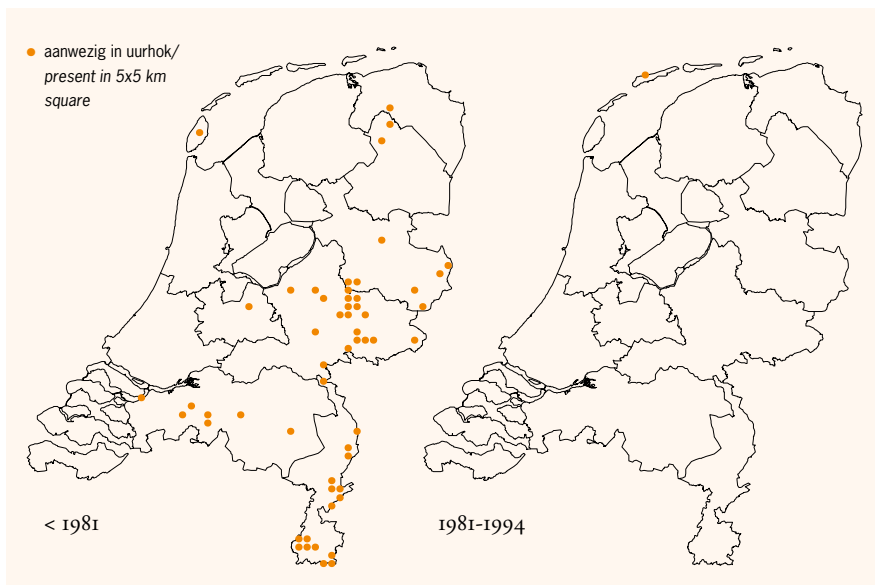 aanwezig in uurhok/
present in 5x5 km
square
< 1981
1981-1994